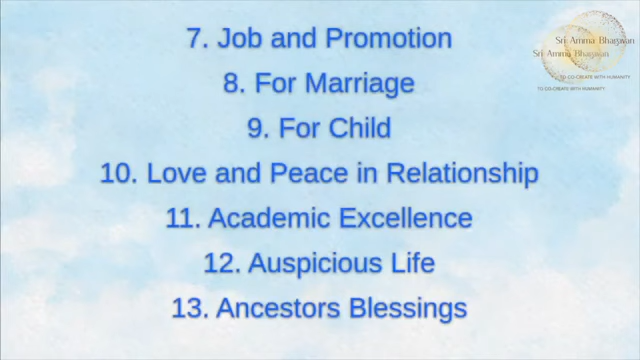 7. Job and Promotion
8. For Marriage
9. For Child
10. Love and Peace in Relationship
11. Academic Excellence
12. Auspicious Life
13. Ancestors Blessings
Sri Amma Bhagwan
Sri Amma Bhagwan
TO CO-CREATE WITH HUMANITY
TO CO-CREATE WITH HUMANITY